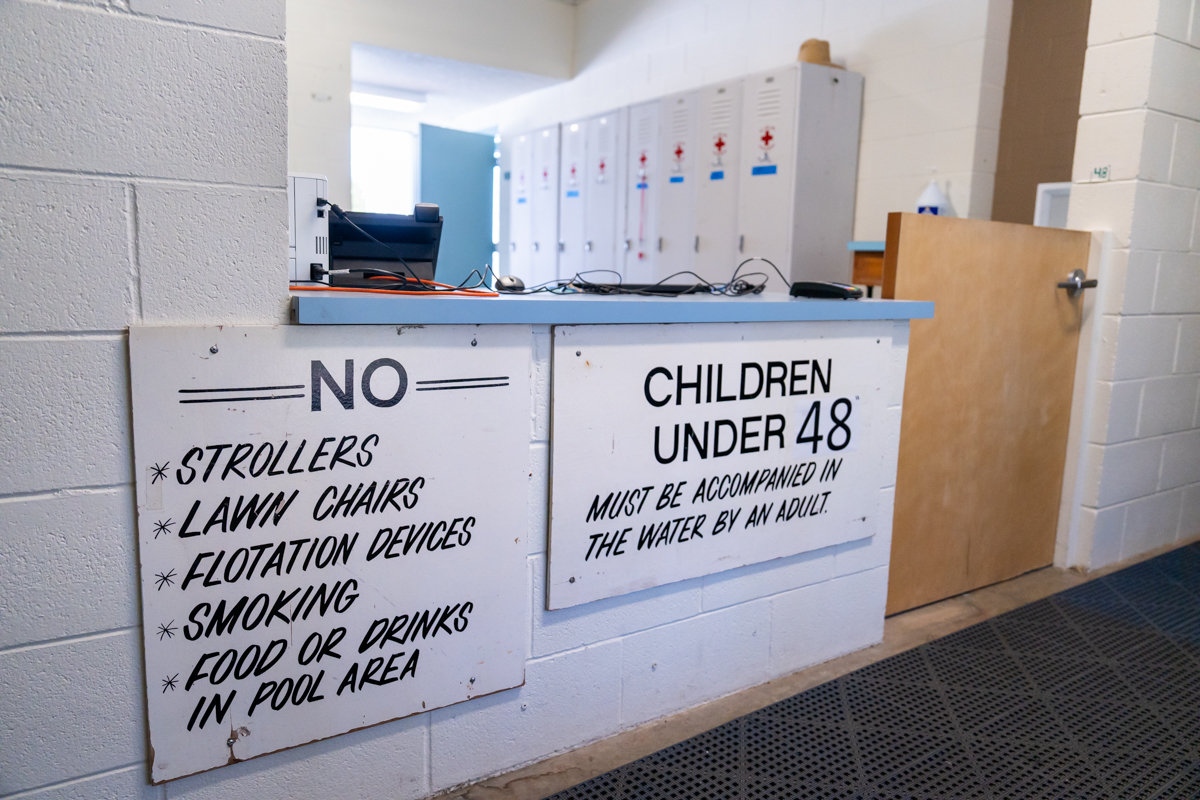 NO
* STROLLERS
* LAWN CHAIRS
* FLOTATION DEVICES
* SMOKING
* FOOD OR DRINKS
IN POOL AREA
CHILDREN
UNDER 48"
MUST BE ACCOMPANIED IN
THE WATER BY AN ADULT.
48